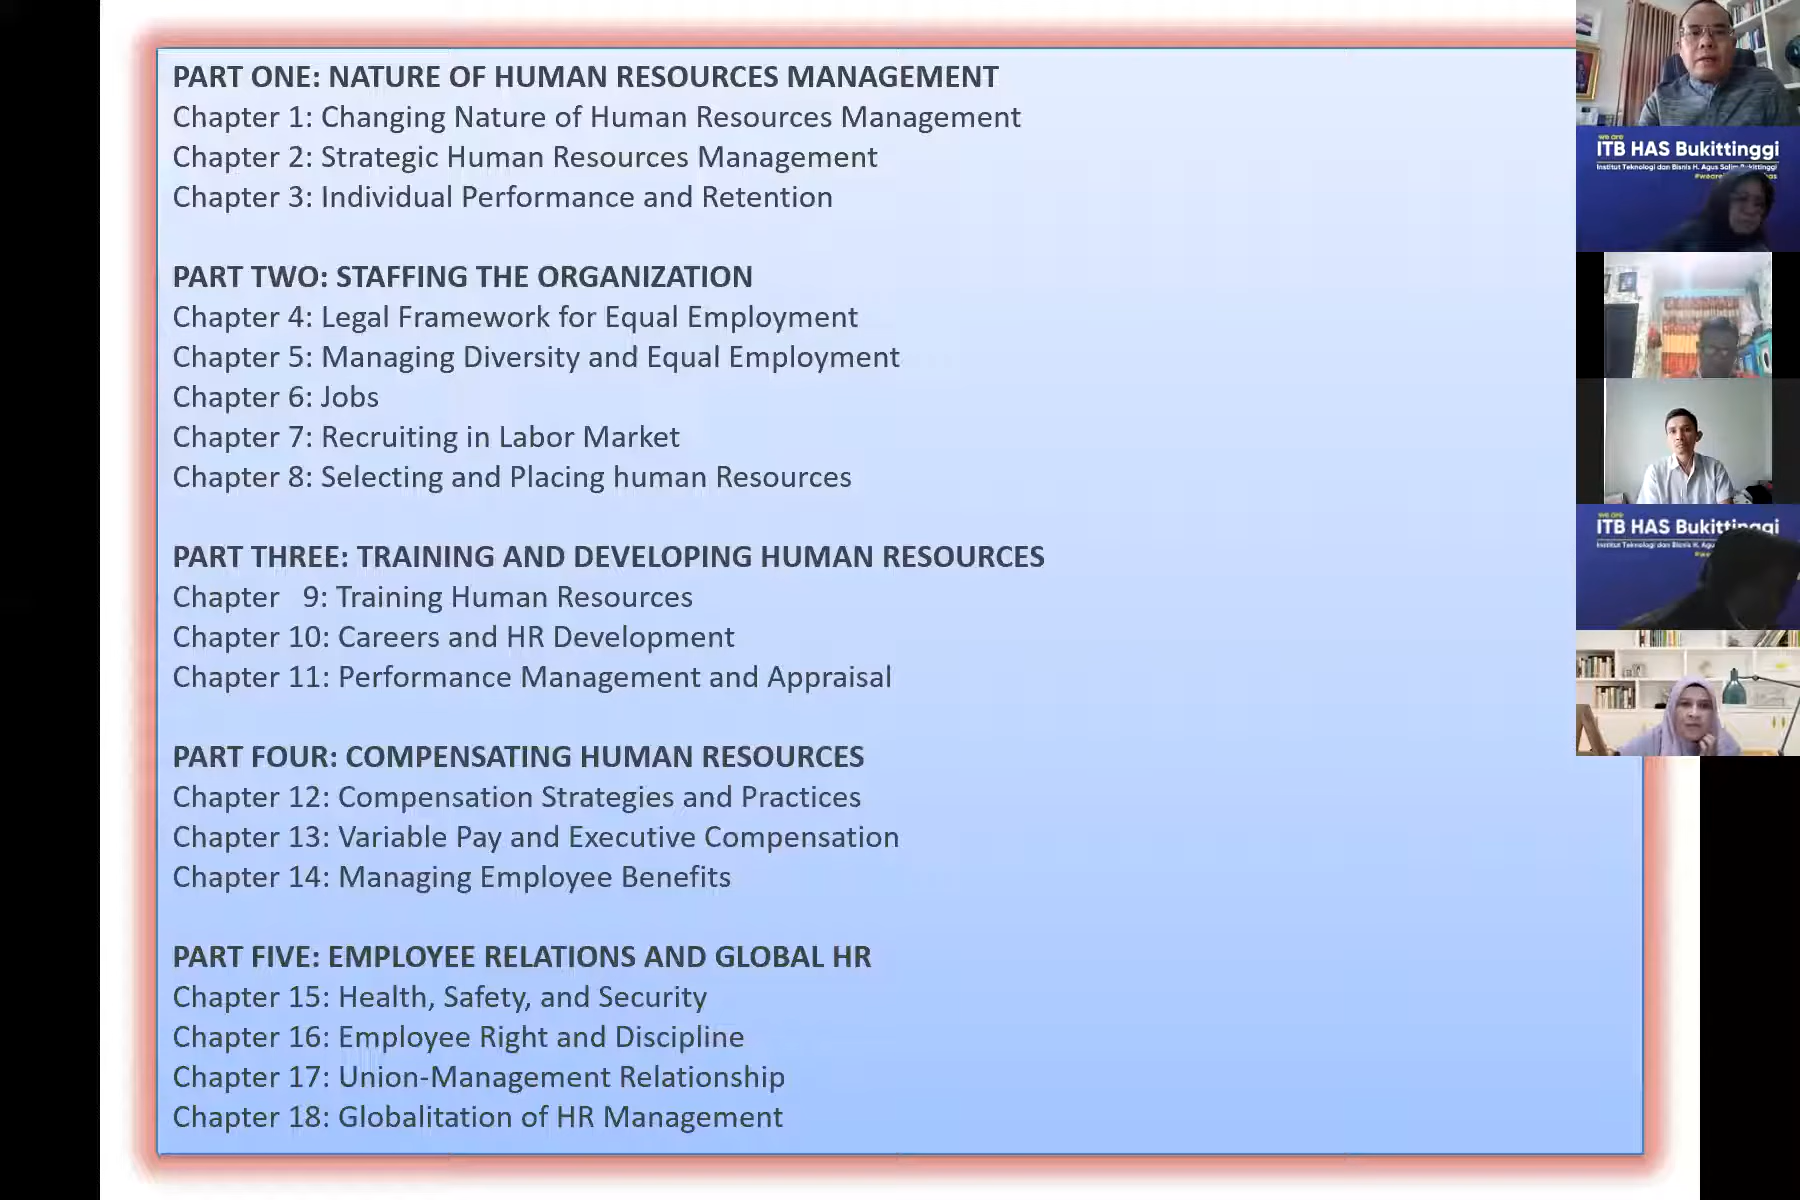 PART ONE: NATURE OF HUMAN RESOURCES MANAGEMENT
Chapter 1: Changing Nature of Human Resources Management
Chapter 2: Strategic Human Resources Management
Chapter 3: Individual Performance and Retention
PART TWO: STAFFING THE ORGANIZATION
Chapter 4: Legal Framework for Equal Employment
Chapter 5: Managing Diversity and Equal Employment
Chapter 6: Jobs
Chapter 7: Recruiting in Labor Market
Chapter 8: Selecting and Placing human Resources
PART THREE: TRAINING AND DEVELOPING HUMAN RESOURCES
Chapter 9: Training Human Resources
Chapter 10: Careers and HR Development
Chapter 11: Performance Management and Appraisal
PART FOUR: COMPENSATING HUMAN RESOURCES
Chapter 12: Compensation Strategies and Practices
Chapter 13: Variable Pay and Executive Compensation
Chapter 14: Managing Employee Benefits
PART FIVE: EMPLOYEE RELATIONS AND GLOBAL HR
Chapter 15: Health, Safety, and Security
Chapter 16: Employee Right and Discipline
Chapter 17: Union-Management Relationship
Chapter 18: Globalitation of HR Management
we are
ITB HAS Bukittinggi
Institut Teknologi dan Bisnis H. Agus Salim Bukittinggi
we are
ITB HAS Bukittinggi
Institut Teknologi dan Bisnis H. Agus